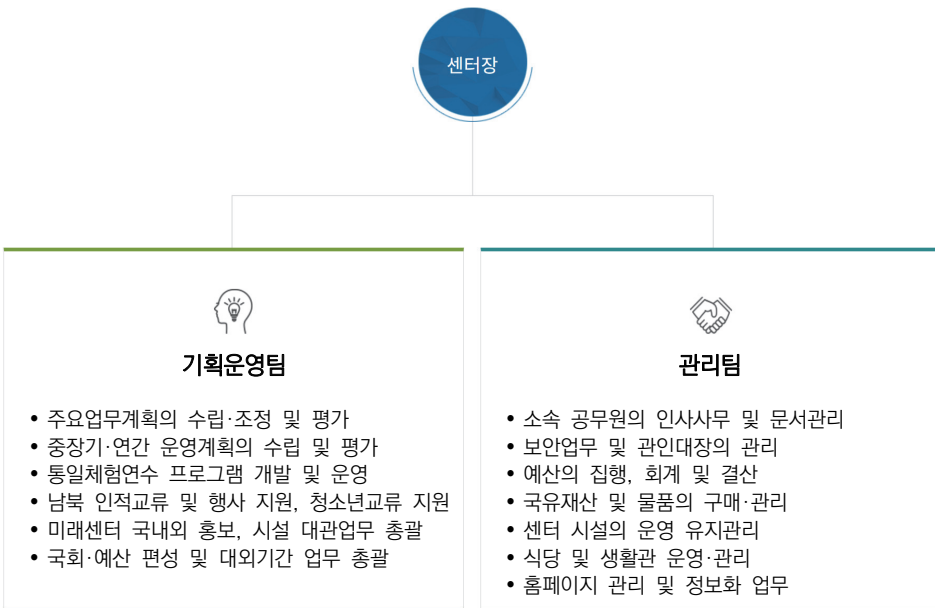 센터장
기획운영팀
• 주요업무계획의 수립·조정 및 평가
• 중장기·연간 운영계획의 수립 및 평가
• 통일체험연수 프로그램 개발 및 운영
• 남북 인적교류 및 행사 지원, 청소년교류 지원
• 미래센터 국내외 홍보, 시설 대관업무 총괄
• 국회·예산 편성 및 대외기간 업무 총괄
관리팀
• 소속 공무원의 인사사무 및 문서관리
• 보안업무 및 관인대장의 관리
• 예산의 집행, 회계 및 결산
• 국유재산 및 물품의 구매·관리
• 센터 시설의 운영 유지관리
• 식당 및 생활관 운영·관리
• 홈페이지 관리 및 정보화 업무